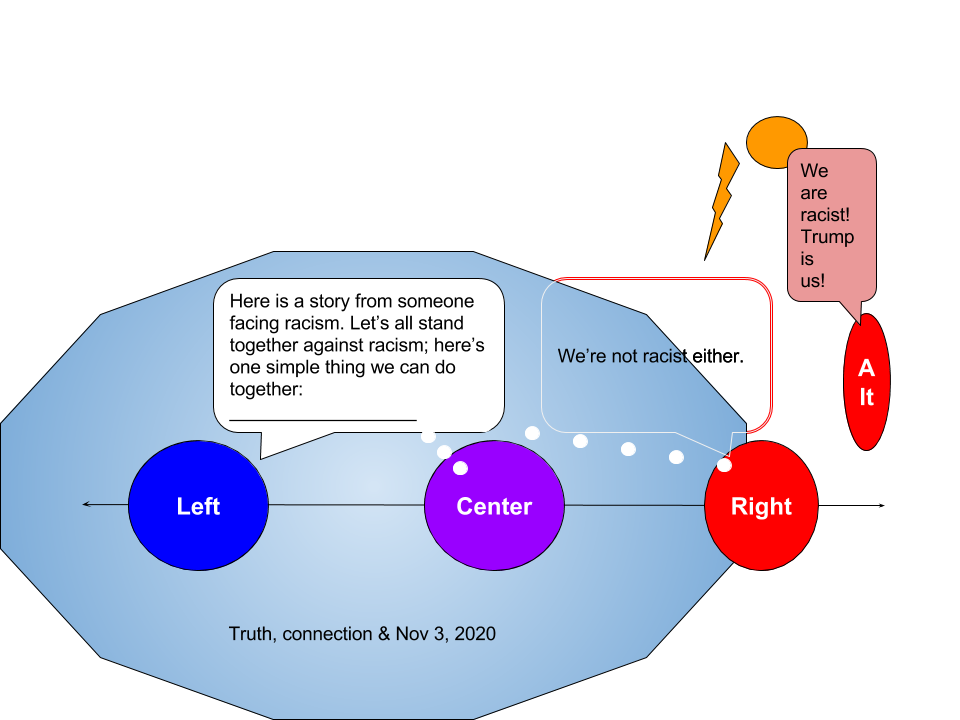 We
are
racist!
Trump
is
us!
Here is a story from someone
facing racism. Let’s all stand
together against racism; here’s
one simple thing we can do
together:
_________________
We’re not racist either.
A
lt
Left
Center
Right
Truth, connection & Nov 3, 2020